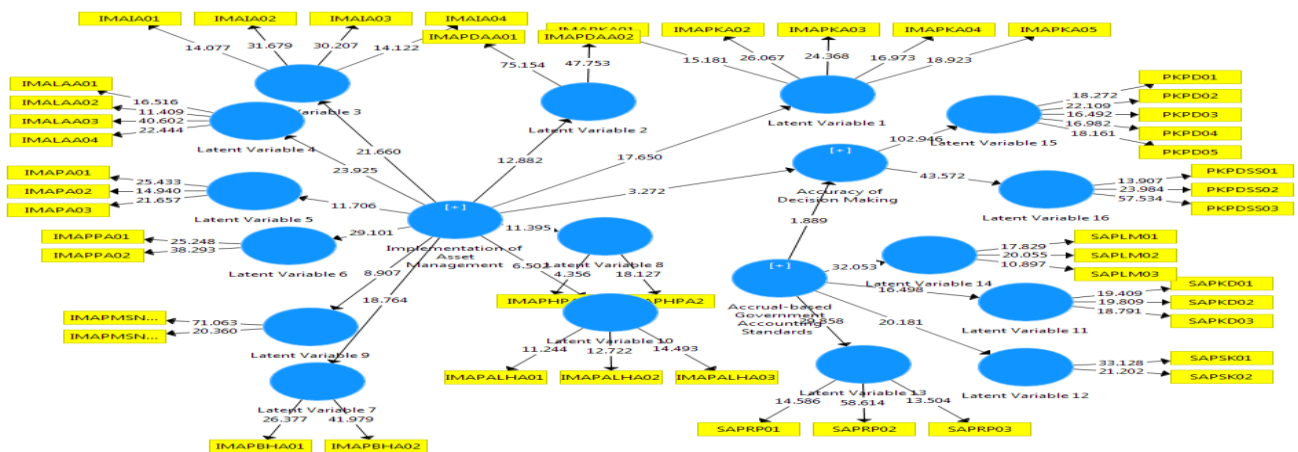 IMAIA01
IMAIA02
IMAIA03
IMAIA04
14.077
31.679
30.207
14.122
IMAPDAA01
IMAPDAA02
75.154
47.753
IMAPKA01
IMAPKA02
IMAPKA03
IMAPKA04
IMAPKA05
15.181
26.067
24.368
16.973
18.923
IMALAA01
IMALAA02
IMALAA03
IMALAA04
16.516
11.409
40.602
22.444
Variable 3
Latent Variable 4
Latent Variable 2
Latent Variable 1
Latent Variable 15
PKPD01
PKPD02
PKPD03
PKPD04
PKPD05
18.272
22.109
16.492
16.982
18.161
21.660
23.925
12.882
17.650
102.946
IMAPA01
IMAPA02
IMAPA03
25.433
14.940
21.657
Latent Variable 5
11.706
[+]
Implementation of
Asset
Management
3.272
[+]
Accuracy of
Decision Making
43.572
Latent Variable 16
13.907
23.984
57.534
PKPDSS01
PKPDSS02
PKPDSS03
IMAPPA01
IMAPPA02
25.248
38.293
Latent Variable 6
29.101
11.395
Latent Variable 8
4.356
18.127
1.889
[+]
Accrual-based
Government
Accounting
Standards
32.053
Latent Variable 14
17.829
20.055
10.897
SAPLM01
SAPLM02
SAPLM03
8.907
6.502
18.764
16.498
Latent Variable 11
19.409
19.809
18.791
SAPKD01
SAPKD02
SAPKD03
IMAPMSN...
IMAPMSN...
71.063
20.360
Latent Variable 9
Latent Variable 10
20.181
Latent Variable 12
33.128
21.202
SAPSK01
SAPSK02
11.244
12.722
14.493
IMAPALHA01
IMAPALHA02
IMAPALHA03
Latent Variable 7
26.377
41.979
IMAPBHA01
IMAPBHA02
Latent Variable 13
14.586
58.614
13.504
SAPRP01
SAPRP02
SAPRP03